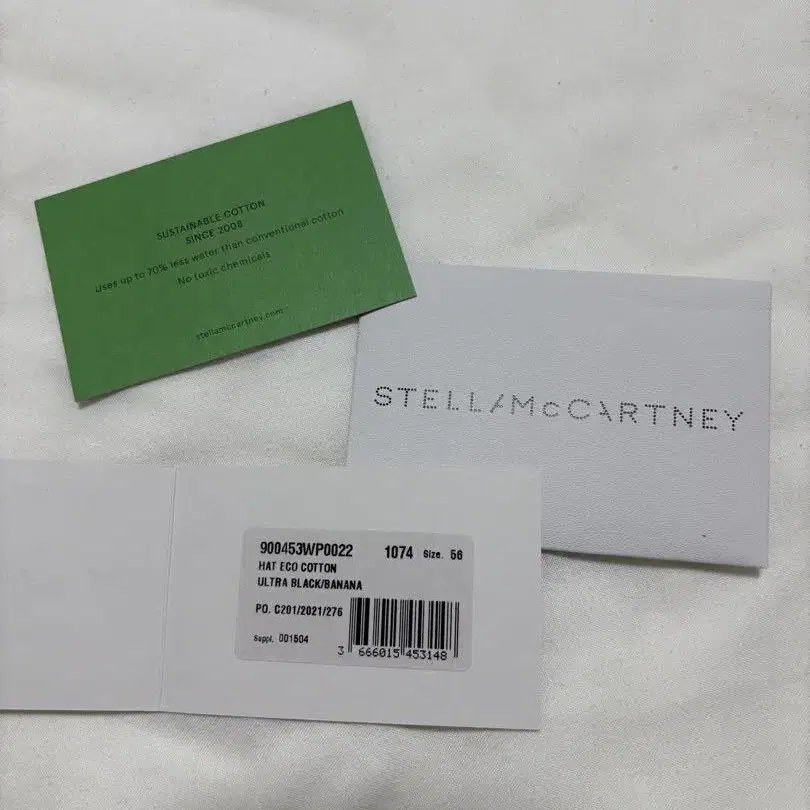 SUSTAINABLE COTTON
SINCE 2008
Uses up to 70% less water than conventional cotton
No toxic chemicals
stellamccartney.com
STELLAMcCARTNEY
900453WP0022 1074 Size. 56
HAT ECO COTTON
ULTRA BLACK/BANANA
PO. C201/2021/276
Suppl. 001504
3 666015 453148